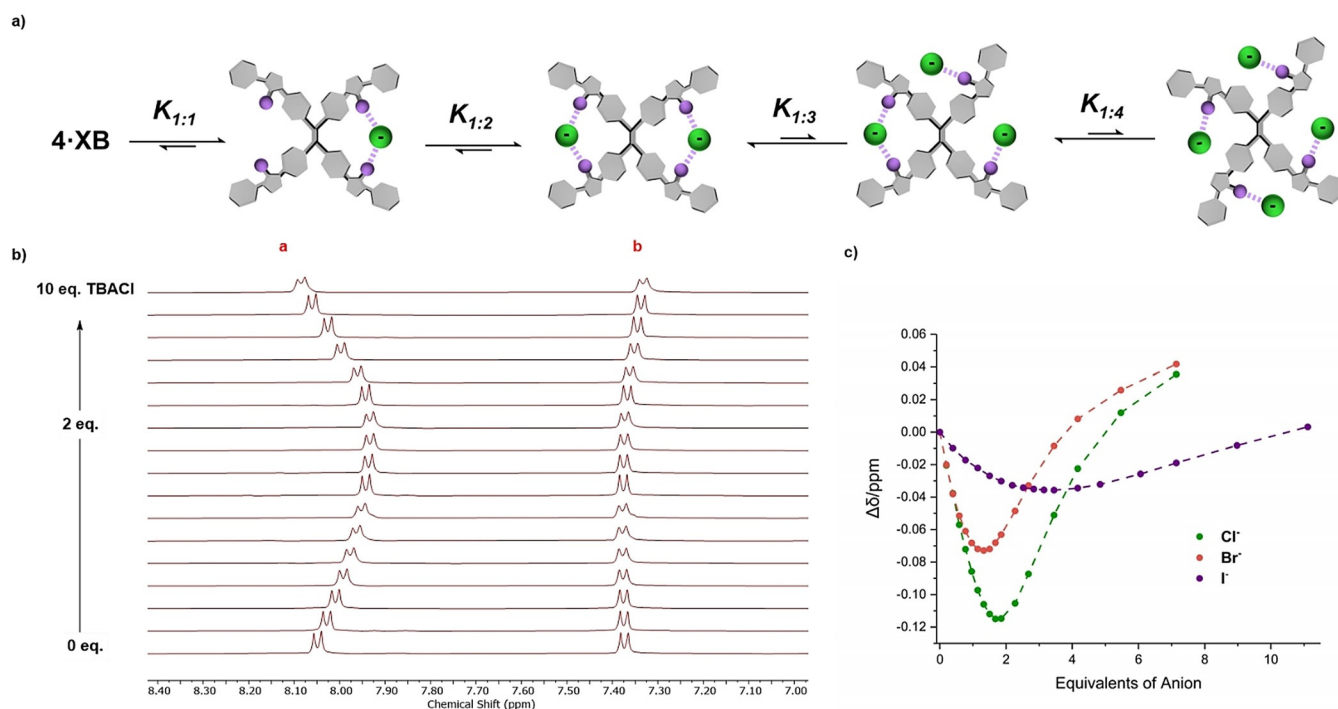 a)
4·XB
K1:1
K1:2
K1:3
K1:4
b)
a
b
10 eq. TBACl
2 eq.
0 eq.
8.40 8.30 8.20 8.10 8.00 7.90 7.80 7.70 7.60 7.50 7.40 7.30 7.20 7.10 7.00
Chemical Shift (ppm)
c)
0.06
0.04
0.02
0.00
-0.02
-0.04
-0.06
-0.08
-0.10
-0.12
Δδ/ppm
Cl-
Br-
I-
0 2 4 6 8 10
Equivalents of Anion